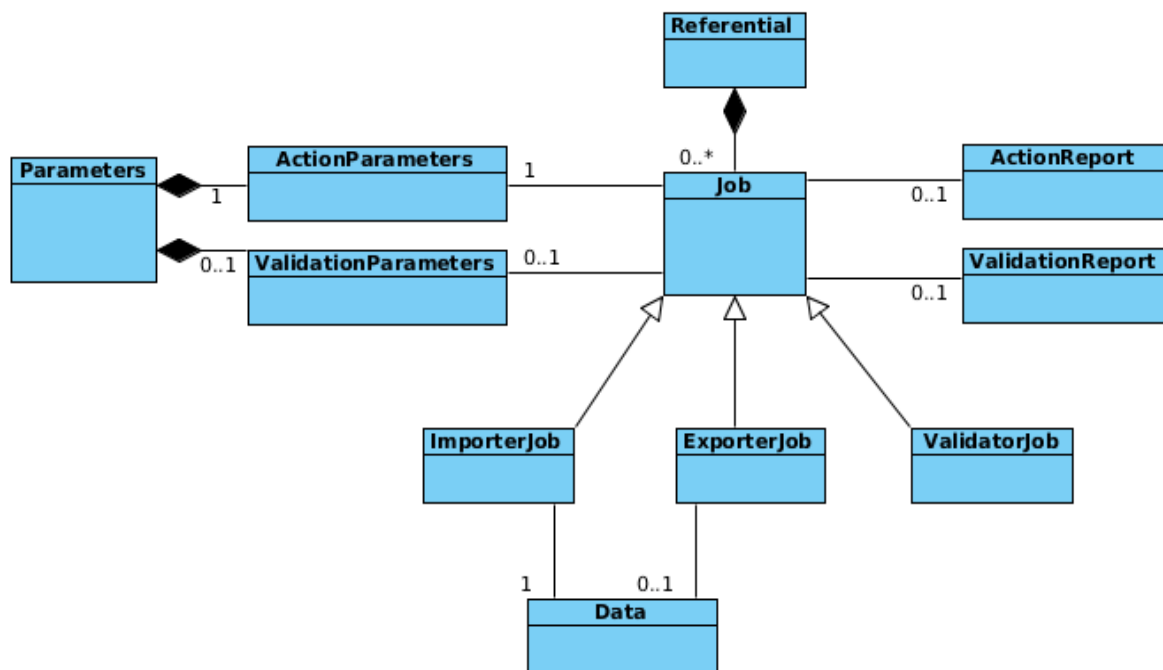 Referential
0..*
Parameters
ActionParameters
1
1
Job
ActionReport
0..1
ValidationParameters
0..1
0..1
ValidationReport
0..1
ImporterJob
ExporterJob
ValidatorJob
1
0..1
Data